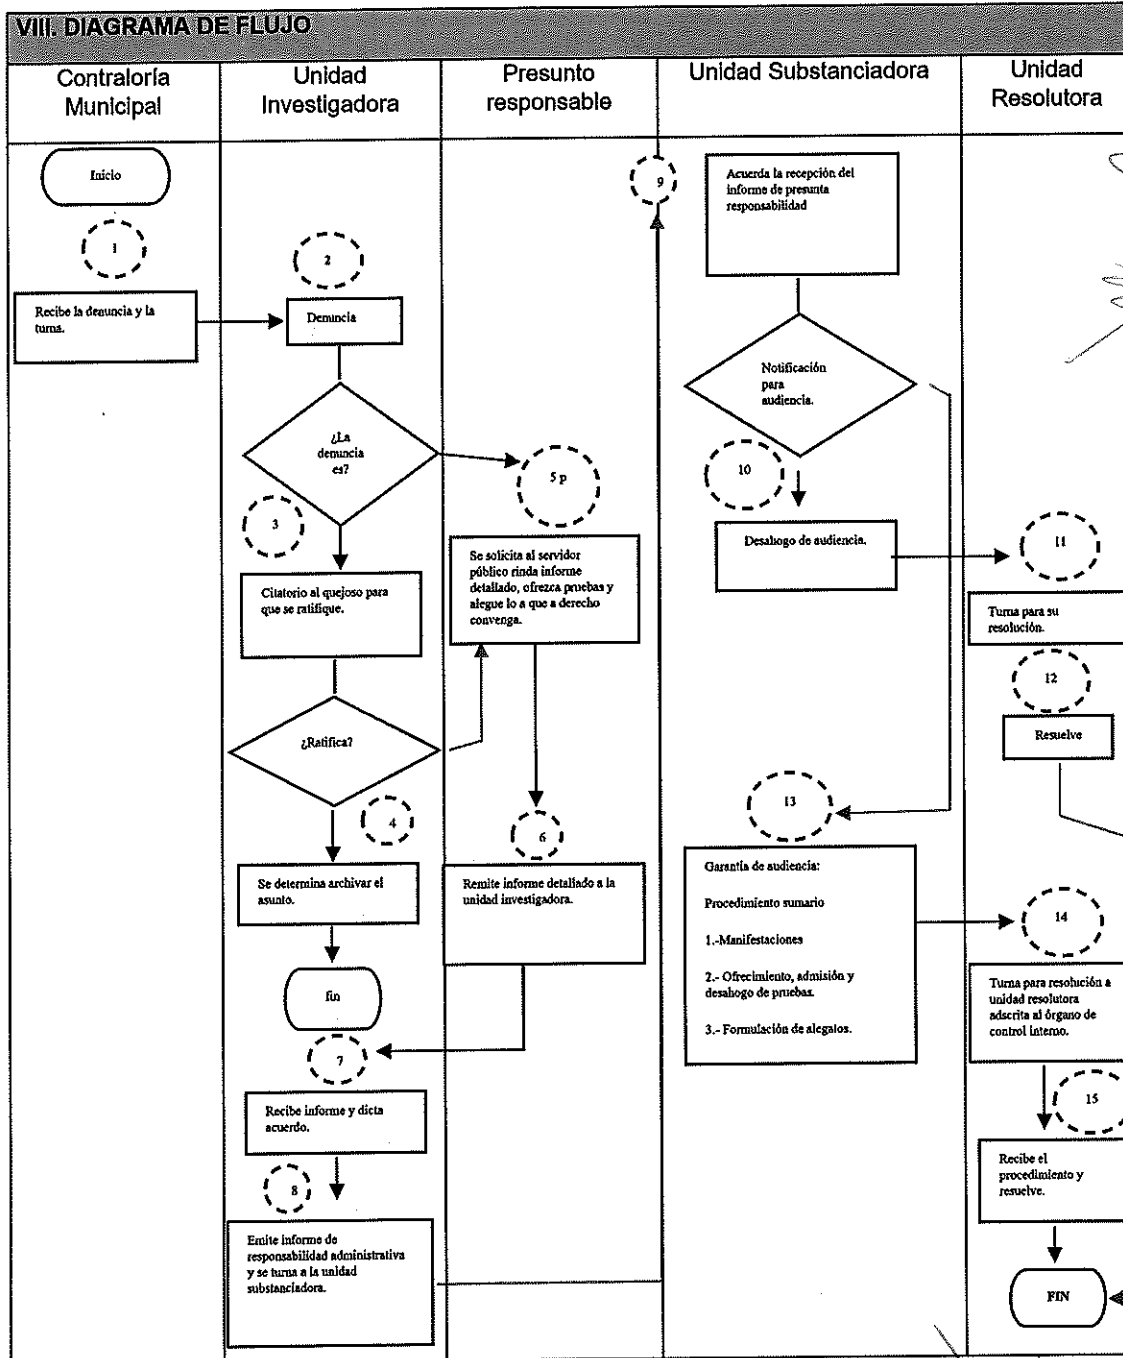 VIII. DIAGRAMA DE FLUJO
Contraloría
Municipal
Unidad
Investigadora
Presunto
responsable
Unidad Substanciadora
Unidad
Resolutora
Inicio
1
Recibe la denuncia y la
turna.
2
Denuncia
¿La
denuncia
es?
3
Citatorio al quejoso para
que se ratifique.
¿Ratifica?
4
Se determina archivar el
asunto.
fin
7
Recibe informe y dicta
acuerdo.
8
Emite informe de
responsabilidad administrativa
y se turna a la unidad
substanciadora.
5 p
Se solicita al servidor
público rinda informe
detallado, ofrezca pruebas y
alegue lo a que a derecho
convenga.
6
Remite informe detallado a la
unidad investigadora.
9
Acuerda la recepción del
informe de presunta
responsabilidad
Notificación
para
audiencia.
10
Desahogo de audiencia.
13
Garantía de audiencia:
Procedimiento sumario
1.-Manifestaciones
2.- Ofrecimiento, admisión y
desahogo de pruebas.
3.- Formulación de alegatos.
11
Turna para su
resolución.
12
Resuelve
14
Turna para resolución a
unidad resolutora
adscrita al órgano de
control interno.
15
Recibe el
procedimiento y
resuelve.
FIN